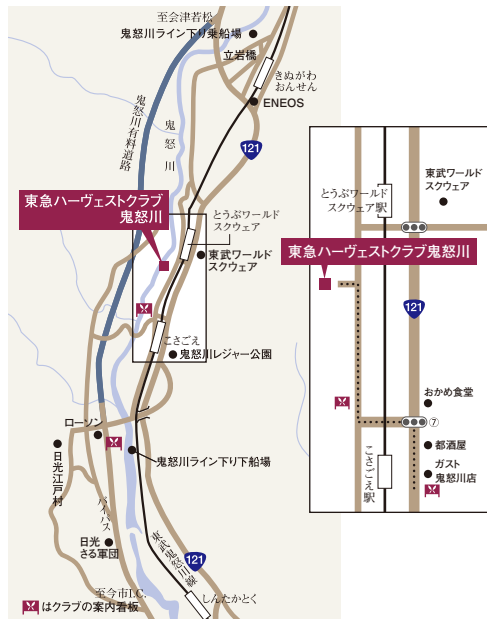 至会津若松
鬼怒川ライン下り乗船場
立岩橋
きぬがわ
おんせん
ENEOS
鬼怒川有料道路
鬼怒川
121
東急ハーヴェストクラブ
鬼怒川
とうぶワールド
スクウェア
東武ワールド
スクウェア
こさごえ
鬼怒川レジャー公園
ローソン
日光江戸村
鬼怒川ライン下り下船場
バイパス
日光
さる軍団
東武鬼怒川線
121
至今市I.C.
しんたかとく
はクラブの案内看板
東武ワールド
スクウェア
とうぶワールド
スクウェア駅
東急ハーヴェストクラブ鬼怒川
121
おかめ食堂
⑦
都酒屋
こさごえ駅
ガスト
鬼怒川店